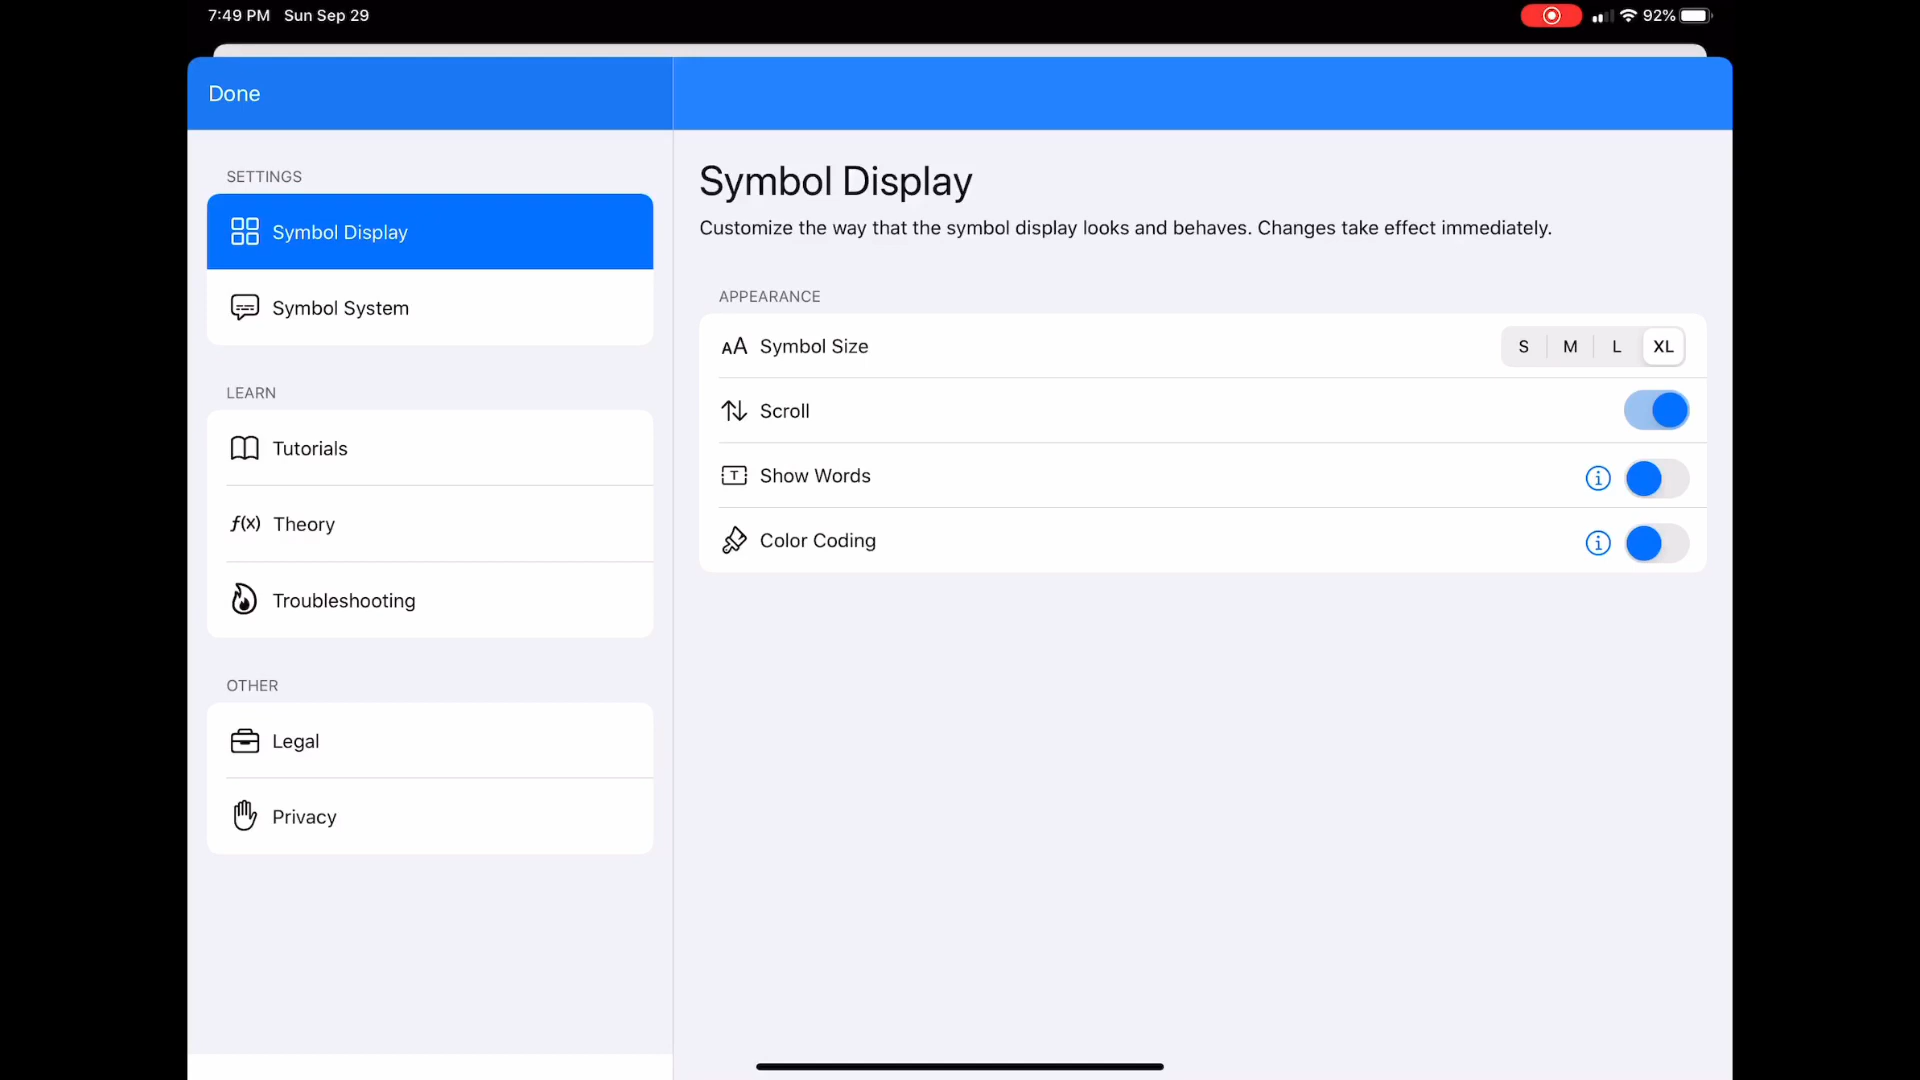 7:49 PM Sun Sep 29
92%
Done
SETTINGS
Symbol Display
Symbol System
LEARN
Tutorials
f(x) Theory
Troubleshooting
OTHER
Legal
Privacy
Symbol Display
Customize the way that the symbol display looks and behaves. Changes take effect immediately.
APPEARANCE
AA Symbol Size S M L XL
Scroll
T Show Words i
Color Coding i